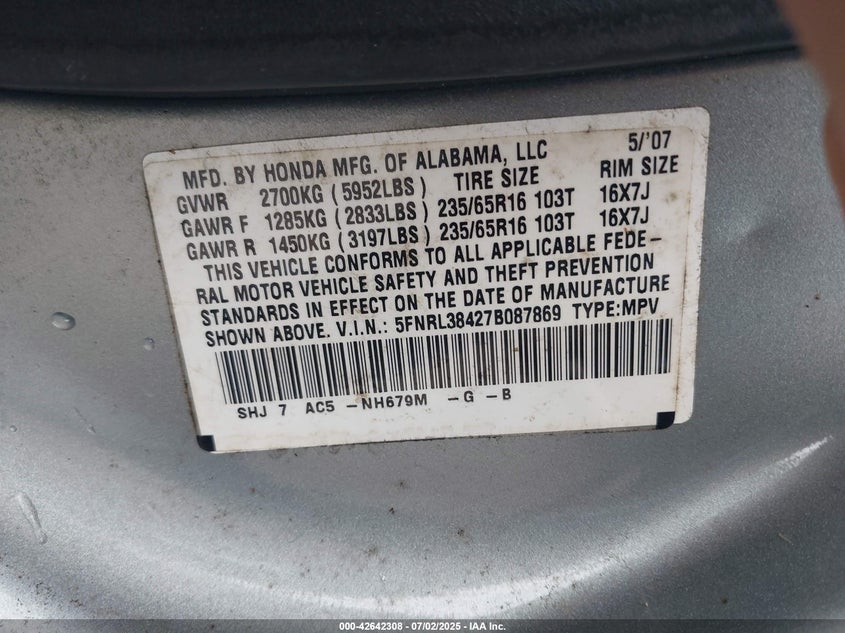 MFD. BY HONDA MFG. OF ALABAMA, LLC 5/'07
GVWR 2700KG (5952LBS) TIRE SIZE RIM SIZE
GAWR F 1285KG (2833LBS) 235/65R16 103T 16X7J
GAWR R 1450KG (3197LBS) 235/65R16 103T 16X7J
THIS VEHICLE CONFORMS TO ALL APPLICABLE FEDE-
RAL MOTOR VEHICLE SAFETY AND THEFT PREVENTION
STANDARDS IN EFFECT ON THE DATE OF MANUFACTURE
SHOWN ABOVE. V.I.N.: 5FNRL38427B087869 TYPE:MPV
SHJ 7 AC5 -NH679M -G -B
000-42642308 - 07/02/2025 - IAA Inc.